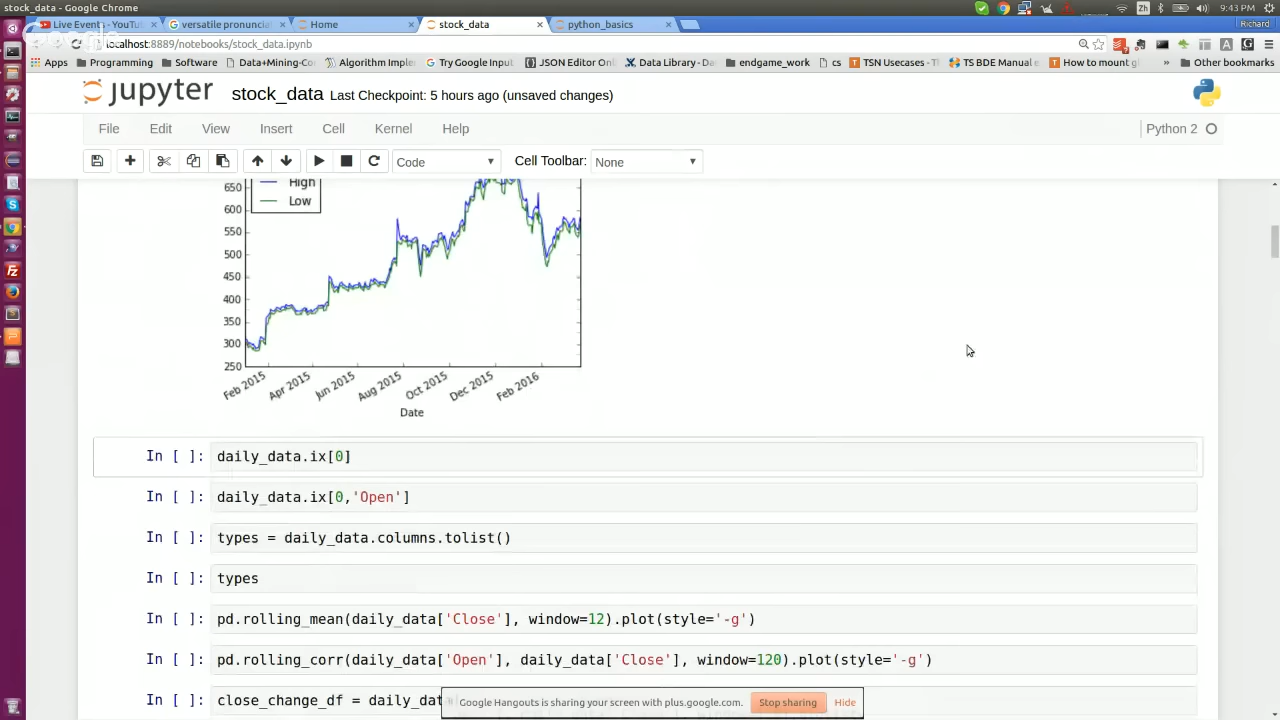 stock_data - Google Chrome
9:43 PM
Live Events - YouTu
versatile pronunciat
Home
stock_data
python_basics
Richard
Google
localhost:8889/notebooks/stock_data.ipynb
Apps
Programming
Software
Data+Mining-Co
Algorithm Implem
Try Google Input
JSON Editor Onli
Data Library - Da
endgame_work
cs
TSN Usecases - T
TS BDE Manual e
How to mount g
»
Other bookmarks
jupyter
stock_data Last Checkpoint: 5 hours ago (unsaved changes)
File Edit View Insert Cell Kernel Help
Python 2
Code
Cell Toolbar: None
High
Low
650
600
550
500
450
400
350
300
250
Feb 2015
Apr 2015
Jun 2015
Aug 2015
Oct 2015
Dec 2015
Feb 2016
Date
In [ ]: daily_data.ix[0]
In [ ]: daily_data.ix[0,'Open']
In [ ]: types = daily_data.columns.tolist()
In [ ]: types
In [ ]: pd.rolling_mean(daily_data['Close'], window=12).plot(style='-g')
In [ ]: pd.rolling_corr(daily_data['Open'], daily_data['Close'], window=120).plot(style='-g')
In [ ]: close_change_df = daily_dat
Google Hangouts is sharing your screen with plus.google.com.
Stop sharing
Hide